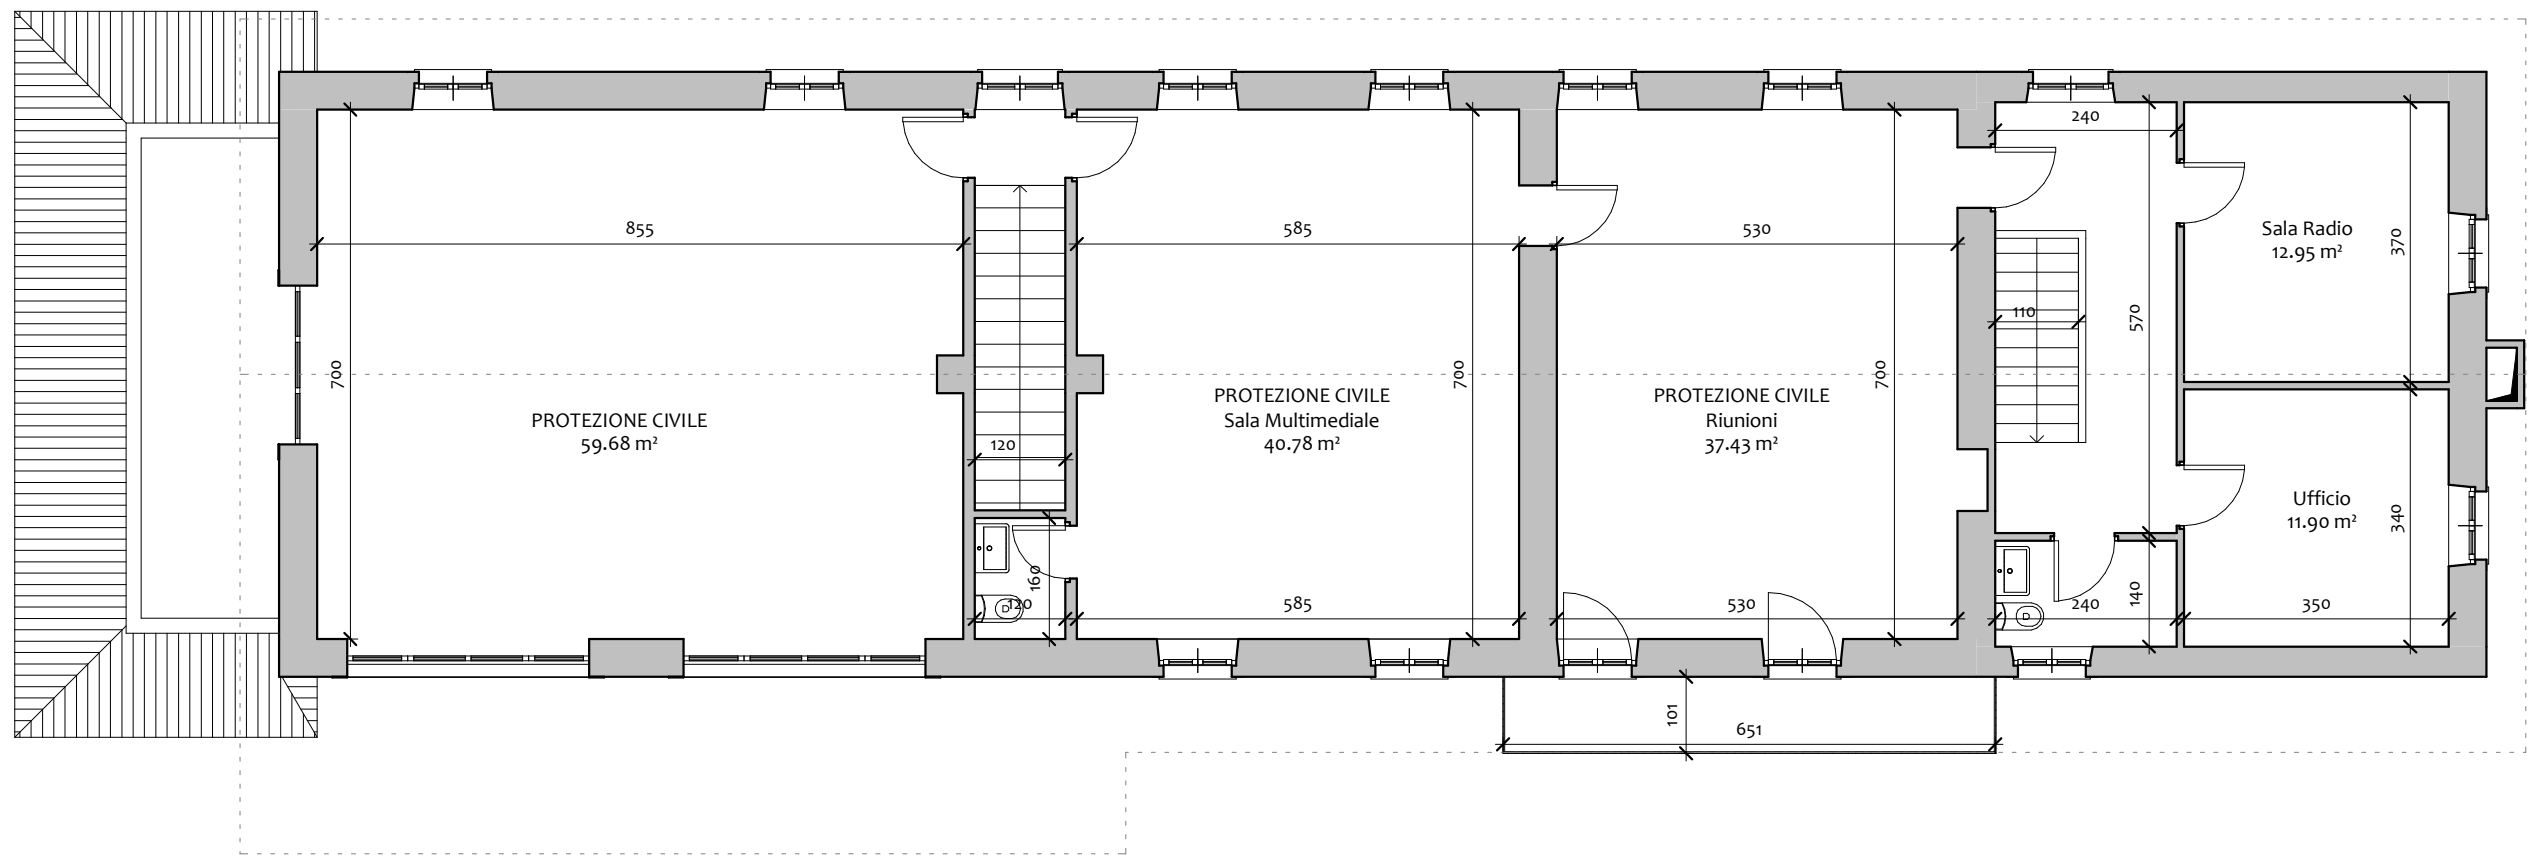 240
855
585
530
Sala Radio
12.95 m²
370
110
570
700
700
700
PROTEZIONE CIVILE
59.68 m²
PROTEZIONE CIVILE
Sala Multimediale
40.78 m²
PROTEZIONE CIVILE
Riunioni
37.43 m²
120
Ufficio
11.90 m²
340
160
120
D
585
530
240
D
140
350
101
651